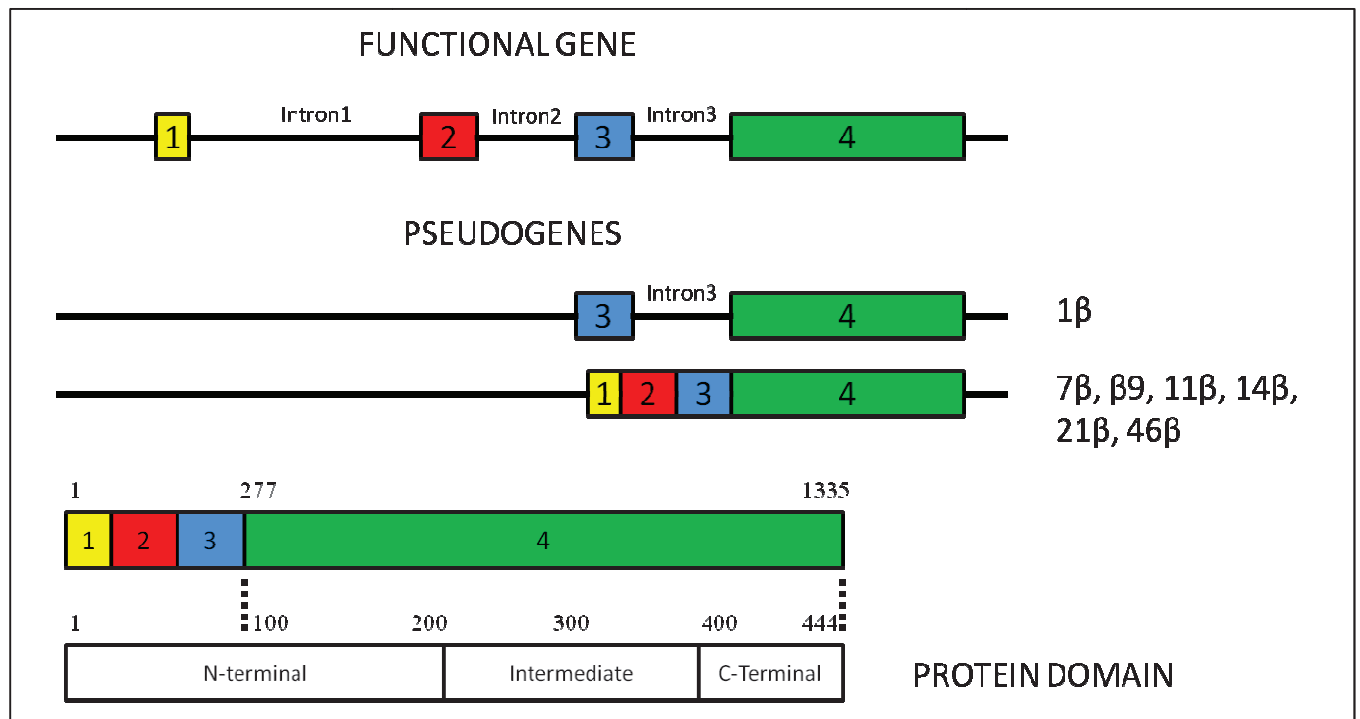 FUNCTIONAL GENE
Irtron1 Intron2 Intron3
1 2 3 4
PSEUDOGENES
Intron3
3 4 1β
1 2 3 4 7β, β9, 11β, 14β,
21β, 46β
1 277 1335
1 2 3 4
1 100 200 300 400 444
N-terminal Intermediate C-Terminal PROTEIN DOMAIN